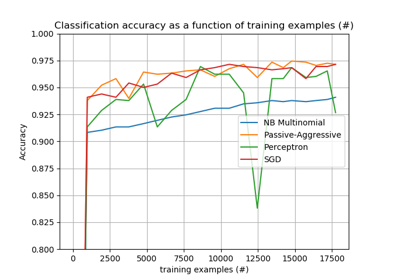 Classification accuracy as a function of training examples (#)
1.000
0.975
0.950
0.925
0.900
0.875
0.850
0.825
0.800
Accuracy
NB Multinomial
Passive-Aggressive
Perceptron
SGD
0 2500 5000 7500 10000 12500 15000 17500
training examples (#)